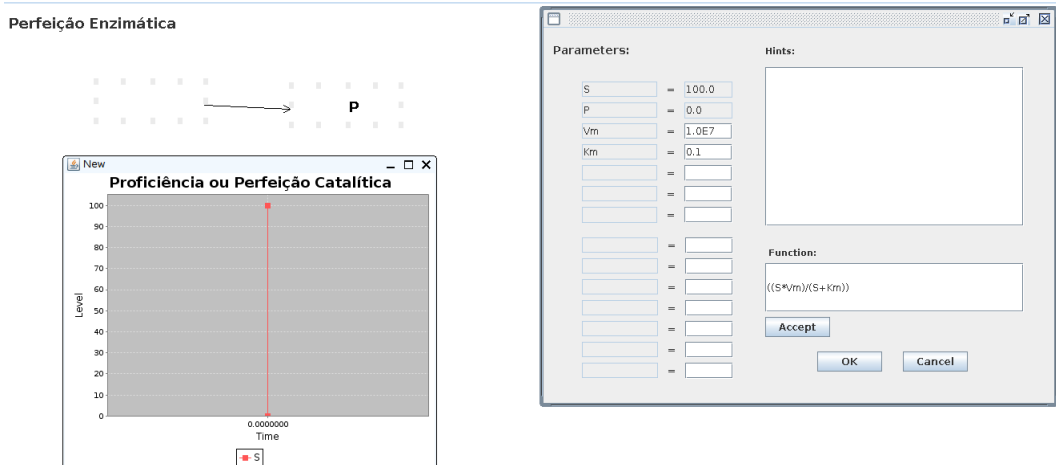 Perfeição Enzimática
P
New
Proficiência ou Perfeição Catalítica
100
90
80
70
60
50
40
30
20
10
0
Level
0.0000000
Time
S
Parameters:
S = 100.0
P = 0.0
Vm = 1.0E7
Km = 0.1
=
=
=
=
=
=
=
=
=
=
Hints:
Function:
((S*Vm)/(S+Km))
Accept
OK Cancel